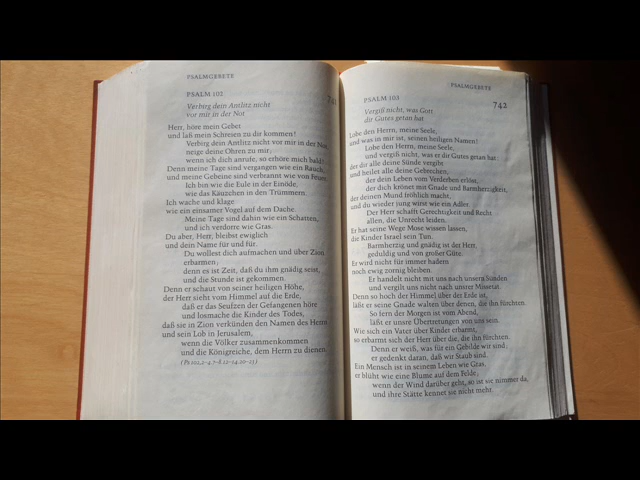 PSALMGEBETE
PSALM 102
Verbirg dein Antlitz nicht
vor mir in der Not
741
Herr, höre mein Gebet
und laß mein Schreien zu dir kommen!
Verbirg dein Antlitz nicht vor mir in der Not,
neige deine Ohren zu mir,
wenn ich dich anrufe, so erhöre mich bald!
Denn meine Tage sind vergangen wie ein Rauch,
und meine Gebeine sind verbrannt wie von Feuer.
Ich bin wie die Eule in der Einöde,
wie das Käuzchen in den Trümmern.
Ich wache und klage
wie ein einsamer Vogel auf dem Dache.
Meine Tage sind dahin wie ein Schatten,
und ich verdorre wie Gras.
Du aber, Herr, bleibst ewiglich
und dein Name für und für.
Du wollest dich aufmachen und über Zion
erbarmen;
denn es ist Zeit, daß du ihm gnädig seist,
und die Stunde ist gekommen.
Denn er schaut von seiner heiligen Höhe,
der Herr sieht vom Himmel auf die Erde,
daß er das Seufzen der Gefangenen höre
und losmache die Kinder des Todes,
daß sie in Zion verkünden den Namen des Herrn
und sein Lob in Jerusalem,
wenn die Völker zusammenkommen
und die Königreiche, dem Herrn zu dienen.
PSALMGEBETE
PSALM 103
742
Vergiß nicht, was Gott
dir Gutes getan hat
Lobe den Herrn, meine Seele,
und was in mir ist, seinen heiligen Namen!
Lobe den Herrn, meine Seele,
und vergiß nicht, was er dir Gutes getan hat
der dir alle deine Sünde vergibt
und heilet alle deine Gebrechen,
der dein Leben vom Verderben erlöst,
der dich krönet mit Gnade und Barmherzigkeit,
der deinen Mund fröhlich macht,
und du wieder jung wirst wie ein Adler.
Der Herr schafft Gerechtigkeit und Recht
allen, die Unrecht leiden.
Er hat seine Wege Mose wissen lassen,
die Kinder Israel sein Tun.
Barmherzig und gnädig ist der Herr,
geduldig und von großer Güte.
Er wird nicht für immer hadern
noch ewig zornig bleiben.
Er handelt nicht mit uns nach unsern Sünden
und vergilt uns nicht nach unsrer Missetat.
Denn so hoch der Himmel über der Erde ist,
läßt er seine Gnade walten über denen, die ihn fürchten.
So fern der Morgen ist vom Abend,
läßt er unsre Übertretungen von uns sein.
Wie sich ein Vater über Kinder erbarmt,
so erbarmt sich der Herr über die, die ihn fürchten.
Denn er weiß, was für ein Gebilde wir sind;
er gedenkt daran, daß wir Staub sind.
Ein Mensch ist in seinem Leben wie Gras,
er blüht wie eine Blume auf dem Felde;
wenn der Wind darüber geht, so ist sie nimmer da,
und ihre Stätte kennet sie nicht mehr.